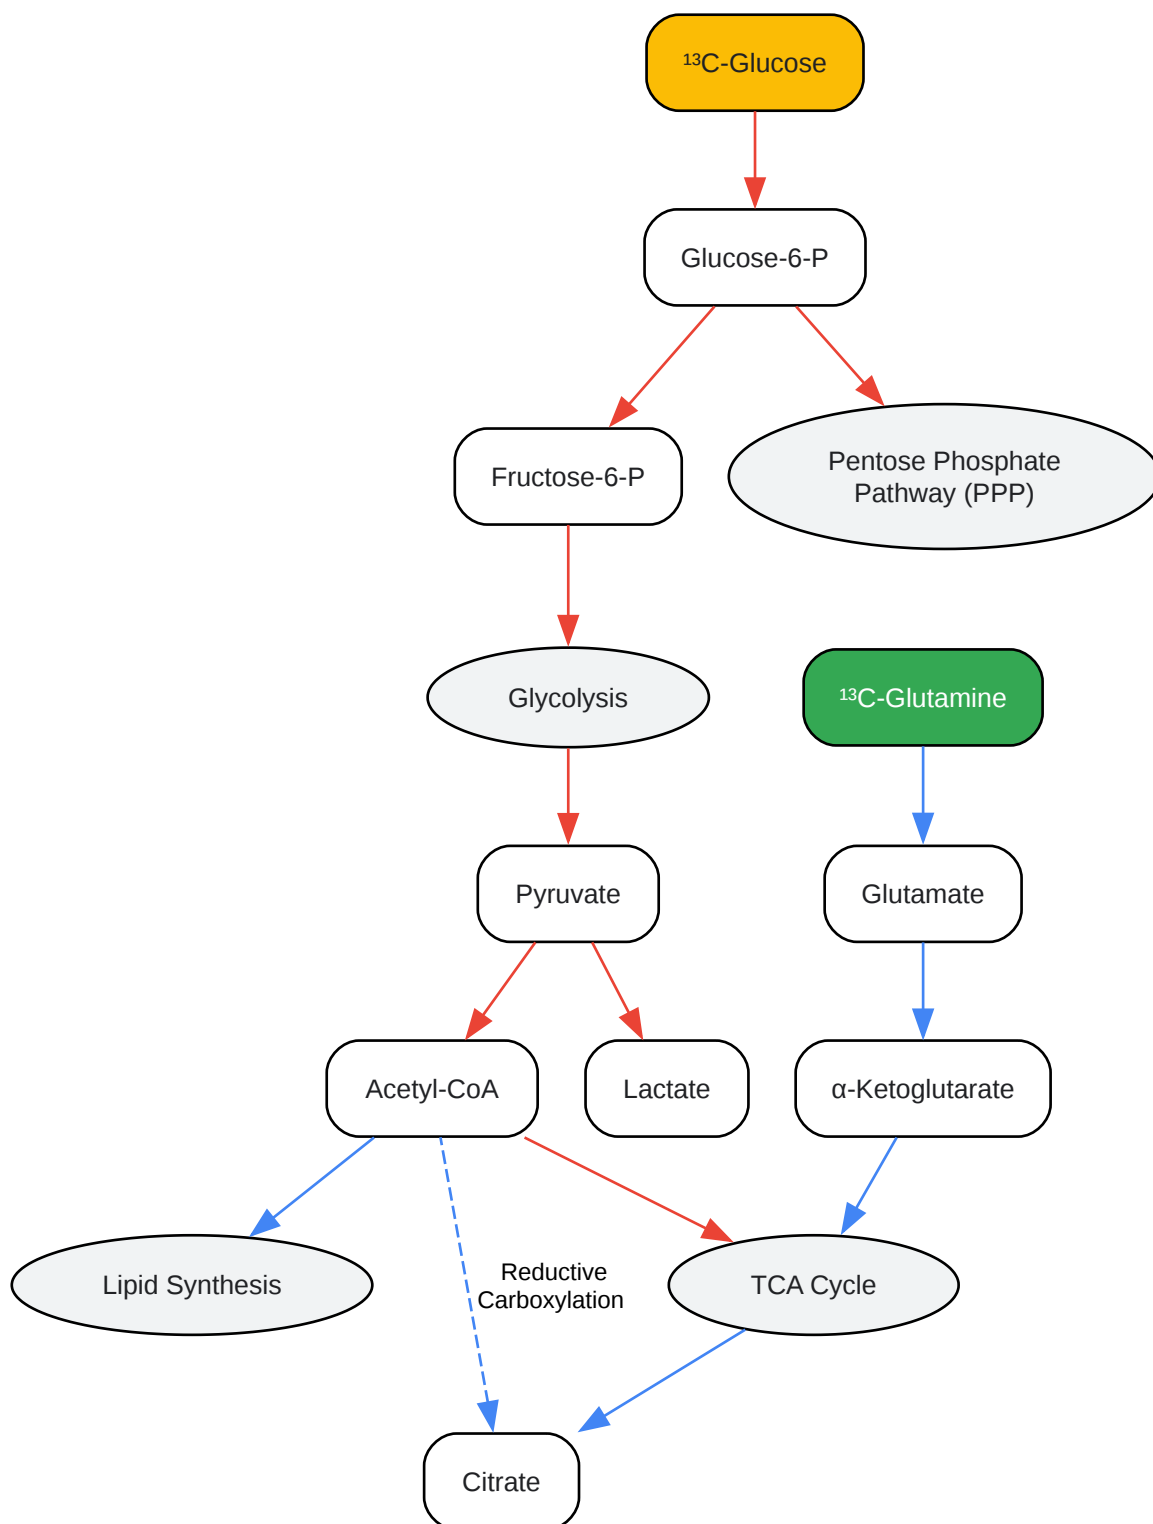 ¹³C-Glucose
Glucose-6-P
Fructose-6-P
Pentose Phosphate
Pathway (PPP)
Glycolysis
¹³C-Glutamine
Pyruvate
Glutamate
Acetyl-CoA
Lactate
α-Ketoglutarate
Reductive
Carboxylation
Lipid Synthesis
TCA Cycle
Citrate